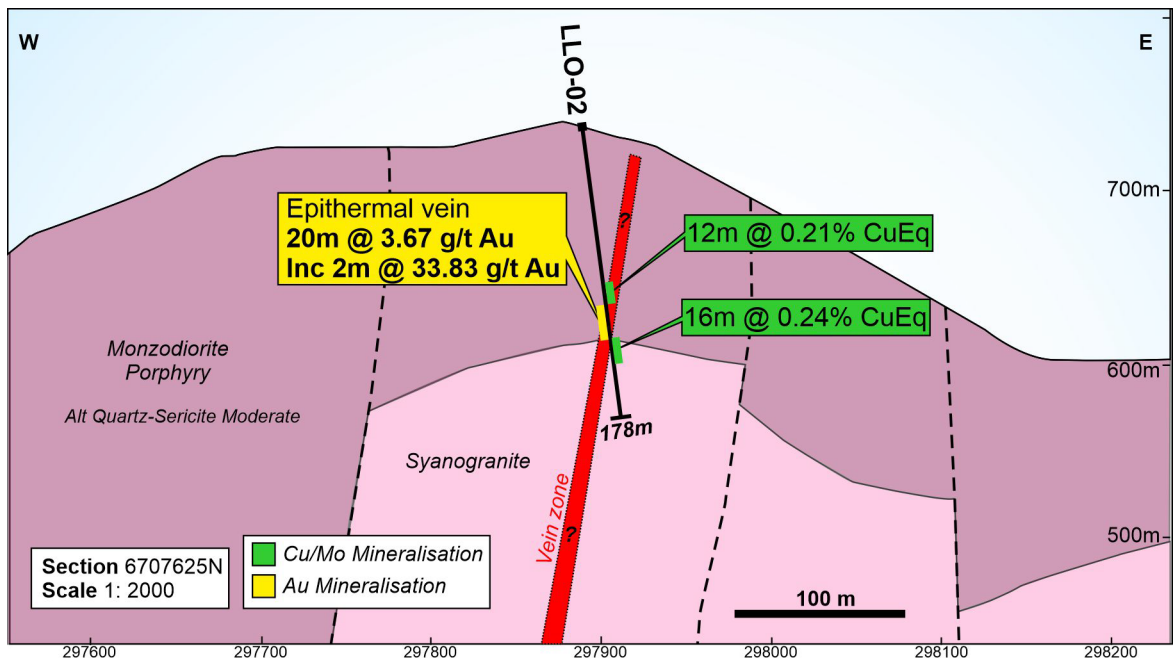 W
E
LLO-02
700m
Epithermal vein
20m @ 3.67 g/t Au
Inc 2m @ 33.83 g/t Au
?
12m @ 0.21% CuEq
16m @ 0.24% CuEq
600m
Monzodiorite
Porphyry
Alt Quartz-Sericite Moderate
178m
Syanogranite
Vein zone
?
500m
Section 6707625N
Scale 1: 2000
Cu/Mo Mineralisation
Au Mineralisation
100 m
297600
297700
297800
297900
298000
298100
298200